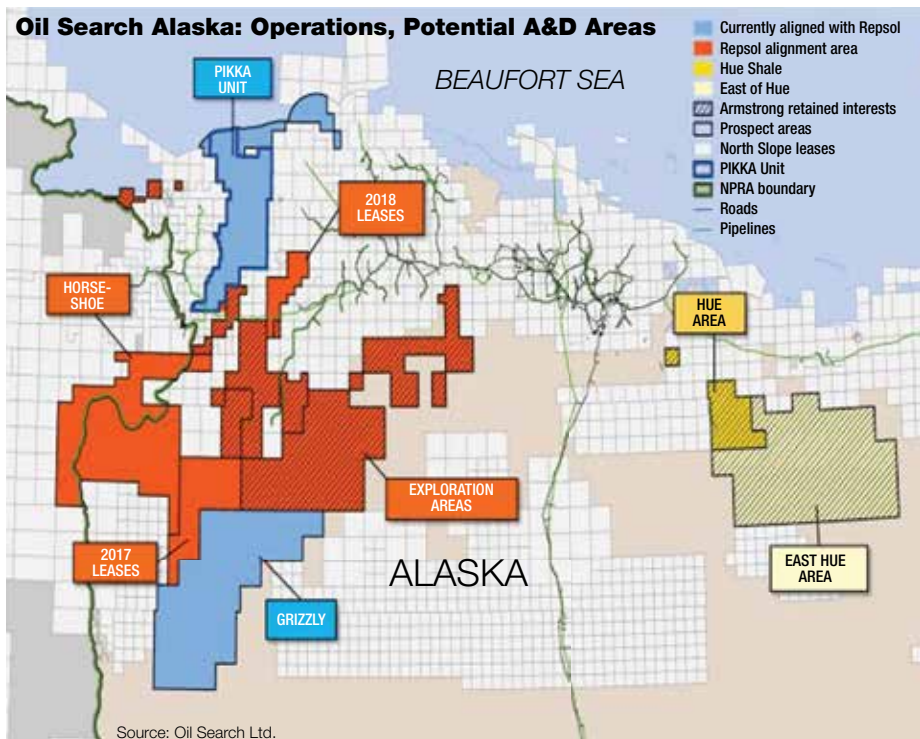 Oil Search Alaska: Operations, Potential A&D Areas
BEAUFORT SEA
Currently aligned with Repsol
Repsol alignment area
Hue Shale
East of Hue
Armstrong retained interests
Prospect areas
North Slope leases
PIKKA Unit
NPRA boundary
Roads
Pipelines
PIKKA
UNIT
2018
LEASES
HORSE-
SHOE
HUE
AREA
EXPLORATION
AREAS
2017
LEASES
ALASKA
EAST HUE
AREA
GRIZZLY
Source: Oil Search Ltd.